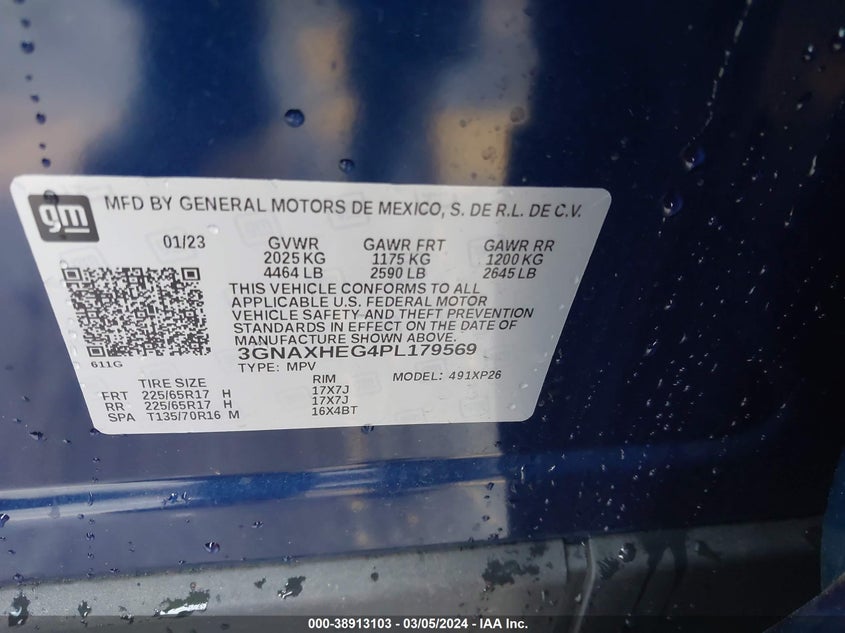 gm
MFD BY GENERAL MOTORS DE MEXICO, S. DE R.L. DE C.V.
01/23 GVWR GAWR FRT GAWR RR
2025 KG 1175 KG 1200 KG
4464 LB 2590 LB 2645 LB
THIS VEHICLE CONFORMS TO ALL
APPLICABLE U.S. FEDERAL MOTOR
VEHICLE SAFETY AND THEFT PREVENTION
STANDARDS IN EFFECT ON THE DATE OF
MANUFACTURE SHOWN ABOVE.
3GNAXHEG4PL179569
611G
TYPE: MPV MODEL: 491XP26
TIRE SIZE RIM
FRT 225/65R17 H 17X7J
RR 225/65R17 H 17X7J
SPA T135/70R16 M 16X4BT
000-38913103 — 03/05/2024 — IAA Inc.